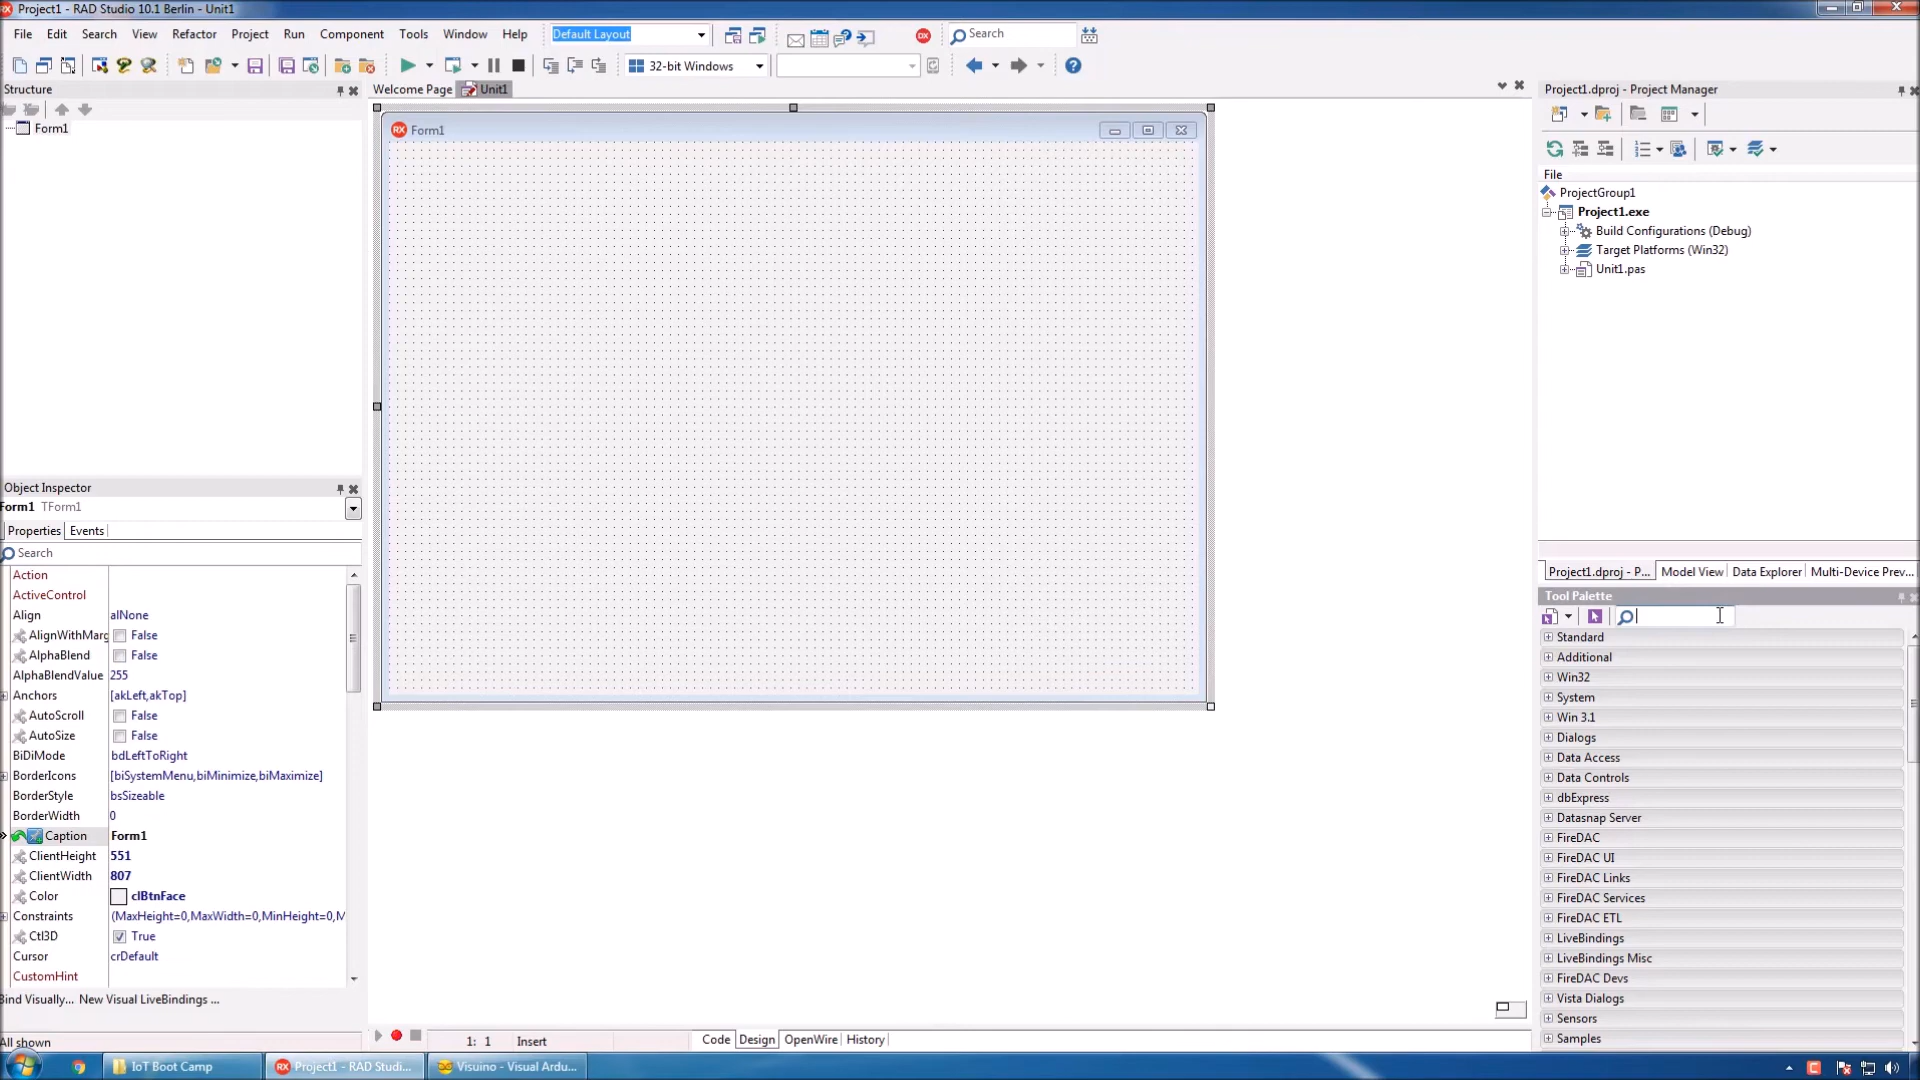 Project1 - RAD Studio 10.1 Berlin - Unit1
File Edit Search View Refactor Project Run Component Tools Window Help Default Layout Search
32-bit Windows
Structure
Form1
Welcome Page Unit1
Form1
Object Inspector
Form1 TForm1
Properties Events
Search
Action
ActiveControl
Align alNone
AlignWithMarg False
AlphaBlend False
AlphaBlendValue 255
Anchors [akLeft,akTop]
AutoScroll False
AutoSize False
BiDiMode bdLeftToRight
BorderIcons [biSystemMenu,biMinimize,biMaximize]
BorderStyle bsSizeable
BorderWidth 0
Caption Form1
ClientHeight 551
ClientWidth 807
Color clBtnFace
Constraints (MaxHeight=0,MaxWidth=0,MinHeight=0,M
Ctl3D True
Cursor crDefault
CustomHint
Bind Visually... New Visual LiveBindings ...
All shown
1: 1 Insert
Code Design OpenWire History
Project1.dproj - Project Manager
File
ProjectGroup1
Project1.exe
Build Configurations (Debug)
Target Platforms (Win32)
Unit1.pas
Project1.dproj - P... Model View Data Explorer Multi-Device Prev...
Tool Palette
Standard
Additional
Win32
System
Win 3.1
Dialogs
Data Access
Data Controls
dbExpress
Datasnap Server
FireDAC
FireDAC UI
FireDAC Links
FireDAC Services
FireDAC ETL
LiveBindings
LiveBindings Misc
FireDAC Devs
Vista Dialogs
Sensors
Samples
IoT Boot Camp Project1 - RAD Studi... Visuino - Visual Ardu...